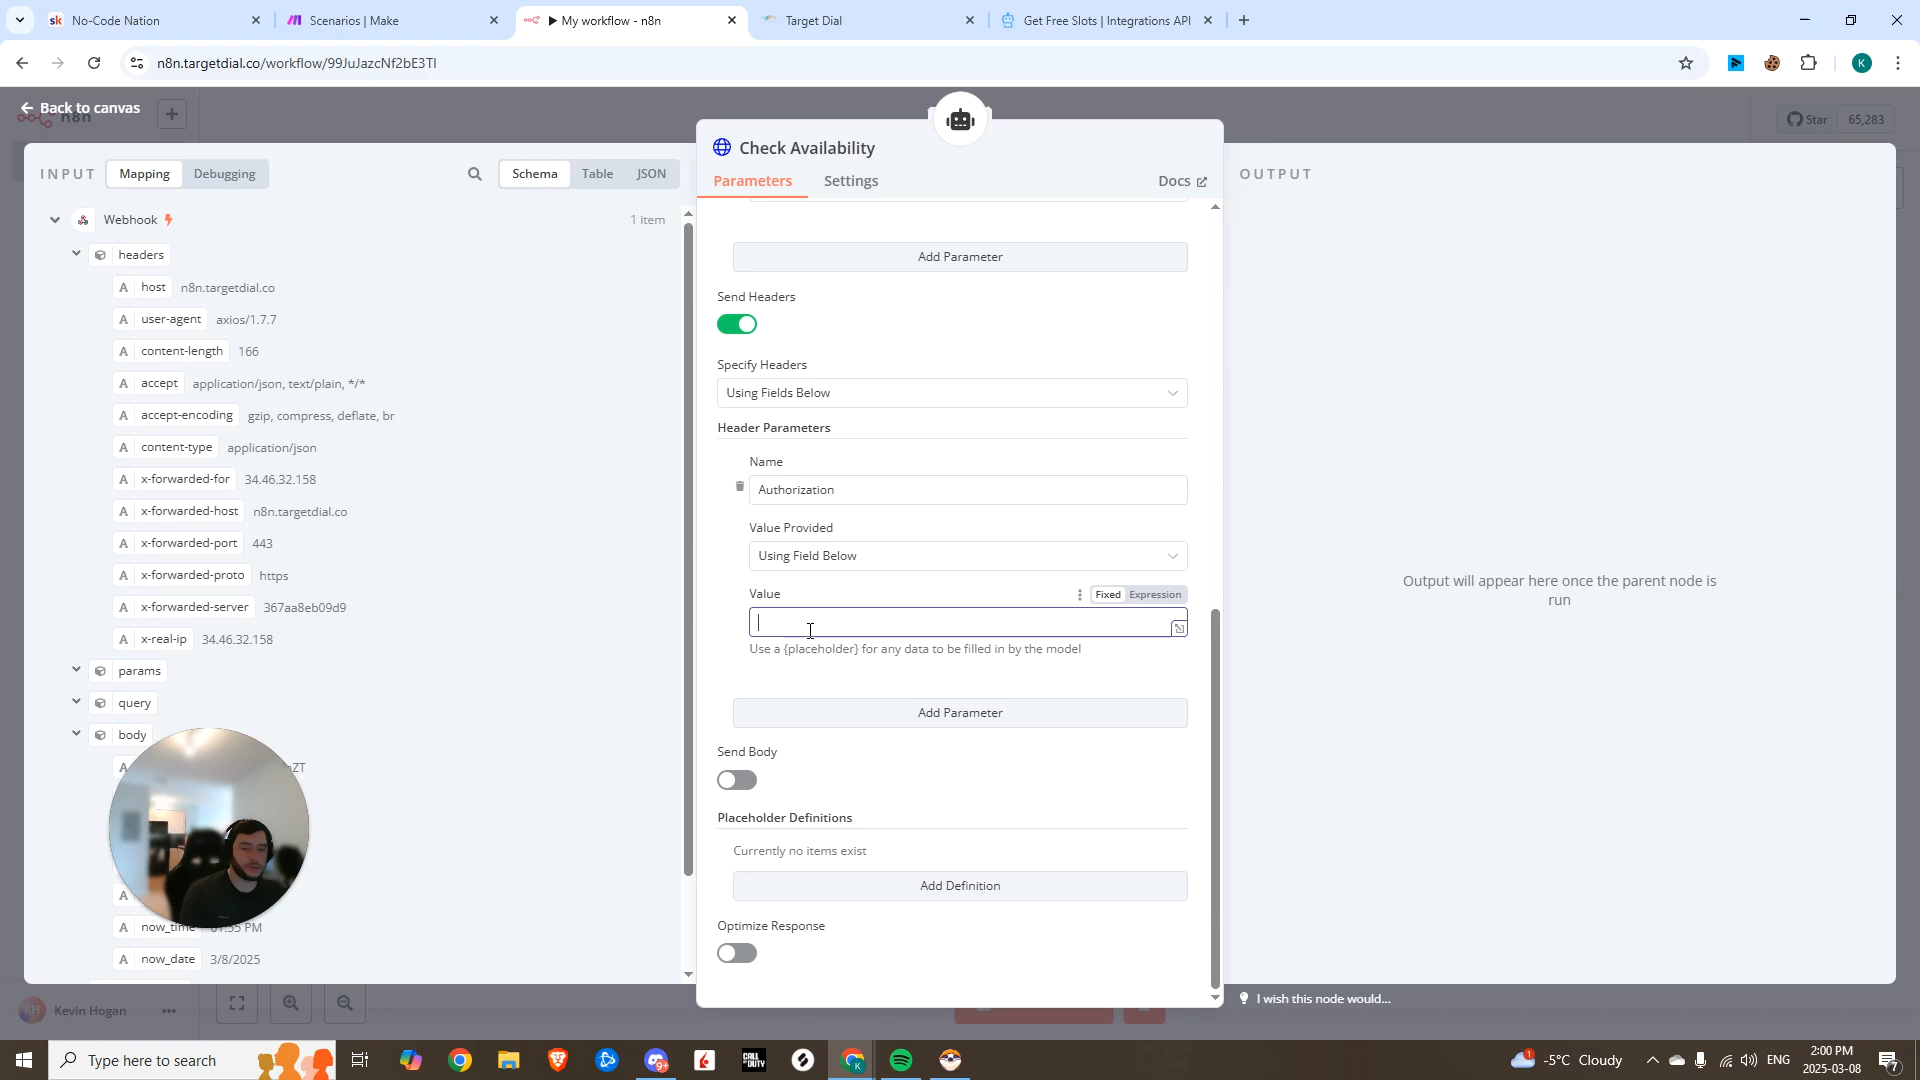 No-Code Nation
Scenarios | Make
▶ My workflow - n8n
Target Dial
Get Free Slots | Integrations API
n8n.targetdial.co/workflow/99JuJazcNf2bE3TI
K
Back to canvas
n8n
Star 65,283
INPUT
Mapping
Debugging
Schema
Table
JSON
Webhook
1 item
headers
A host n8n.targetdial.co
A user-agent axios/1.7.7
A content-length 166
A accept application/json, text/plain, */*
A accept-encoding gzip, compress, deflate, br
A content-type application/json
A x-forwarded-for 34.46.32.158
A x-forwarded-host n8n.targetdial.co
A x-forwarded-port 443
A x-forwarded-proto https
A x-forwarded-server 367aa8eb09d9
A x-real-ip 34.46.32.158
params
query
body
A
A
A now_time
PM
A now_date 3/8/2025
Check Availability
Parameters
Settings
Docs
Add Parameter
Send Headers
Specify Headers
Using Fields Below
Header Parameters
Name
Authorization
Value Provided
Using Field Below
Value
Fixed
Expression
Use a {placeholder} for any data to be filled in by the model
Add Parameter
Send Body
Placeholder Definitions
Currently no items exist
Add Definition
Optimize Response
OUTPUT
Output will appear here once the parent node is
run
I wish this node would...
KH Kevin Hogan
Type here to search
9+
CALL
DUTY
K
1
-5°C Cloudy
ENG
2:00 PM
2025-03-08
7